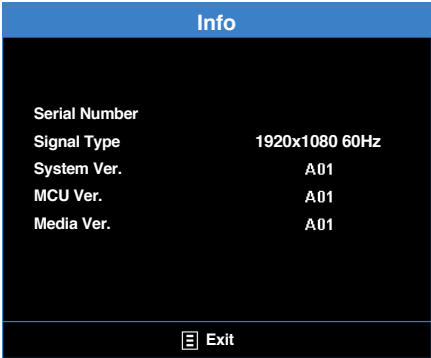 Info
Serial Number
Signal Type 1920x1080 60Hz
System Ver. A01
MCU Ver. A01
Media Ver. A01
Exit